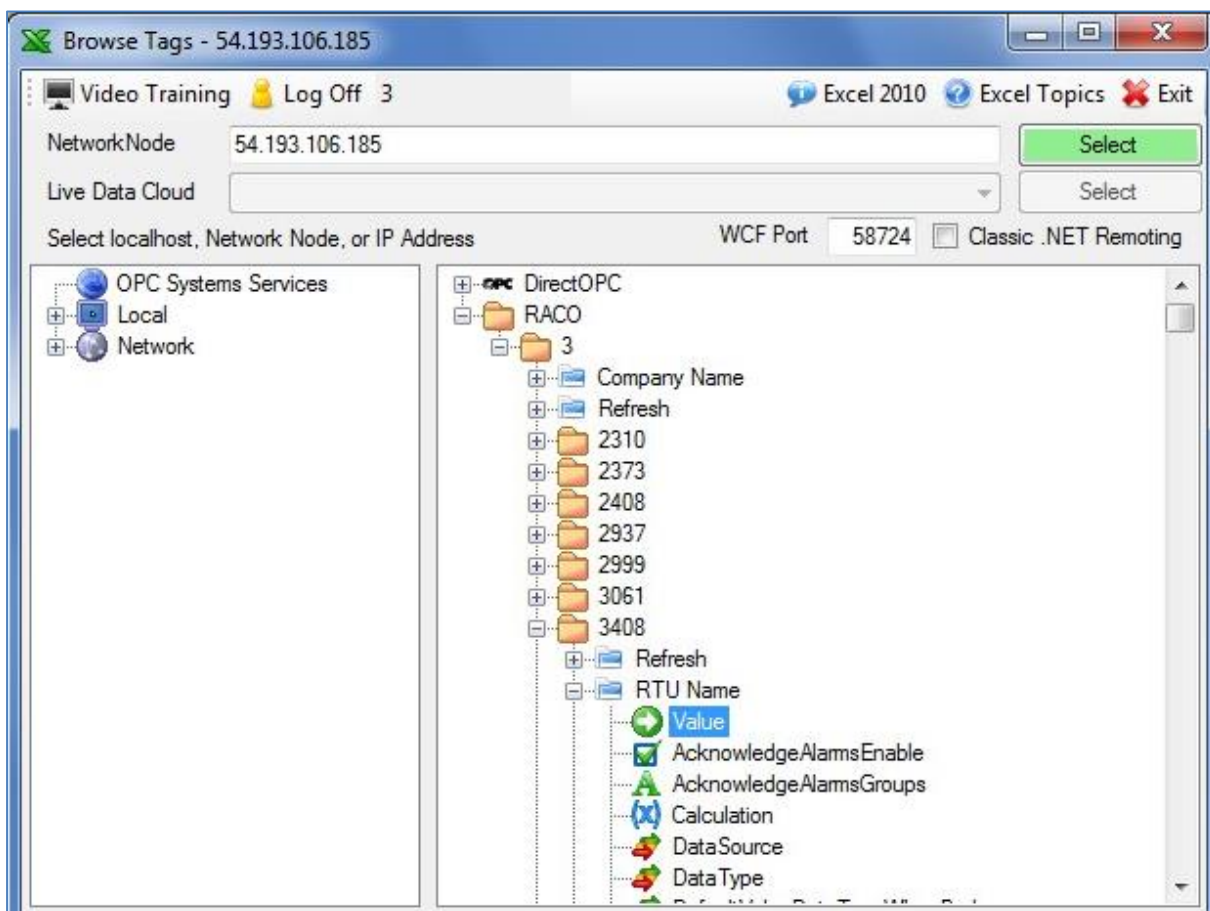 Browse Tags - 54.193.106.185
Video Training Log Off 3 Excel 2010 Excel Topics Exit
NetworkNode 54.193.106.185 Select
Live Data Cloud Select
Select localhost, Network Node, or IP Address WCF Port 58724 Classic .NET Remoting
OPC Systems Services
Local
Network
OPC DirectOPC
RACO
3
Company Name
Refresh
2310
2373
2408
2937
2999
3061
3408
Refresh
RTU Name
Value
AcknowledgeAlarmsEnable
AcknowledgeAlarmsGroups
Calculation
DataSource
DataType